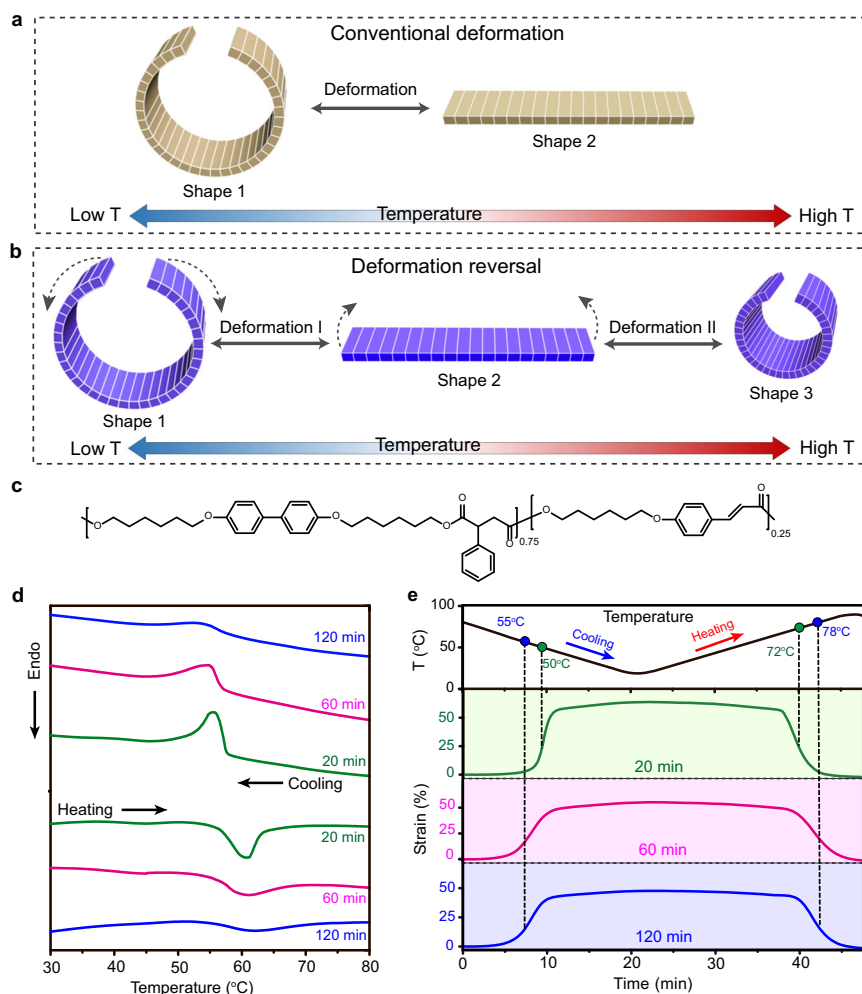 a
Conventional deformation
Deformation
Shape 1
Shape 2
Low T
Temperature
High T
b
Deformation reversal
Deformation I
Deformation II
Shape 1
Shape 2
Shape 3
Low T
Temperature
High T
c
O
O
O
O
O
O
0.75
O
O
O
0.25
d
Endo
120 min
60 min
20 min
Cooling
Heating
20 min
60 min
120 min
30 40 50 60 70 80
Temperature (°C)
e
Temperature
T (°C)
100
50
0
55°C
50°C
Cooling
Heating
72°C
78°C
Strain (%)
50
25
0
20 min
50
25
0
60 min
50
25
0
120 min
0 10 20 30 40
Time (min)